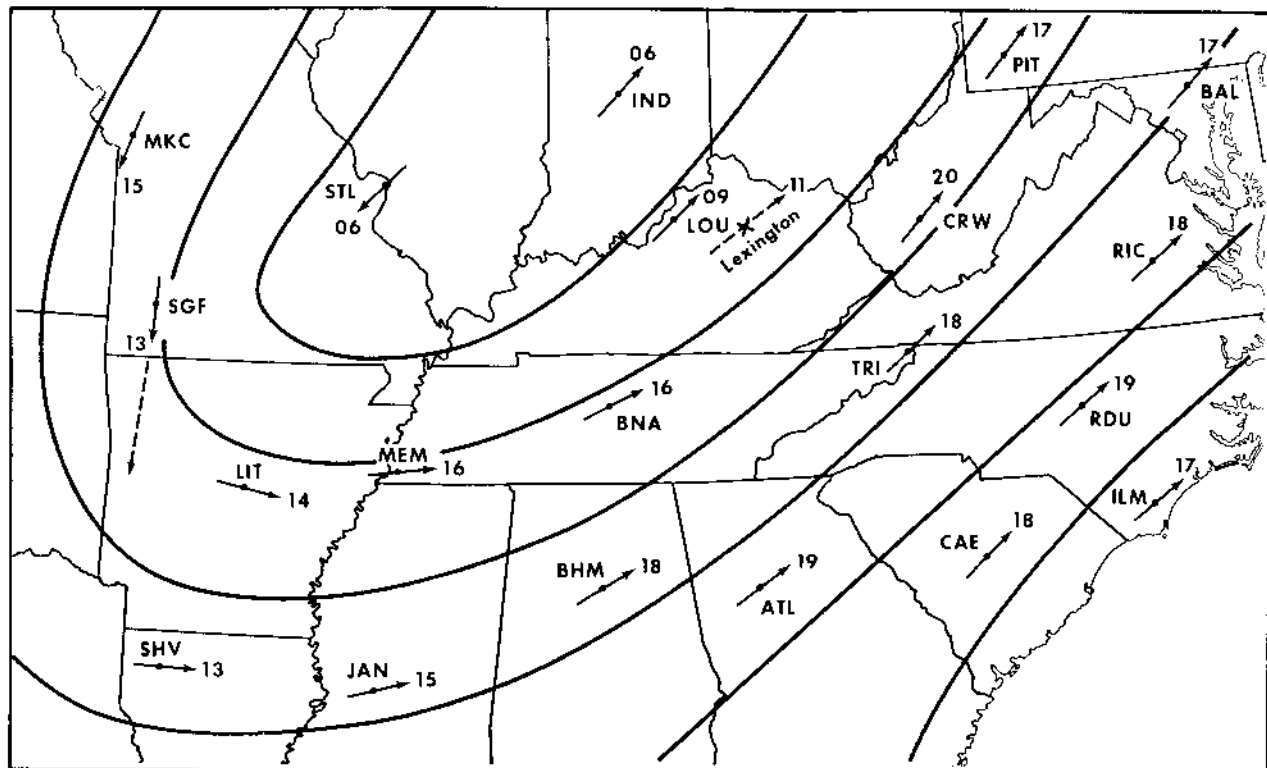 17
PIT
17
BAL
06
IND
MKC
15
STL
06
09
LOU
11
Lexington
20
CRW
18
RIC
SGF
13
18
TRI
16
BNA
19
RDU
MEM
16
LIT
14
17
ILM
18
CAE
BHM
18
19
ATL
SHV
13
JAN
15